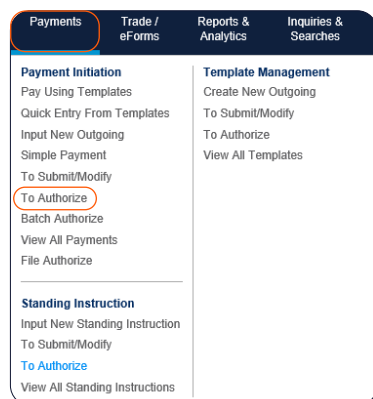 Payments
Trade /
eForms
Reports &
Analytics
Inquiries &
Searches
Payment Initiation
Pay Using Templates
Quick Entry From Templates
Input New Outgoing
Simple Payment
To Submit/Modify
To Authorize
Batch Authorize
View All Payments
File Authorize
Standing Instruction
Input New Standing Instruction
To Submit/Modify
To Authorize
View All Standing Instructions
Template Management
Create New Outgoing
To Submit/Modify
To Authorize
View All Templates